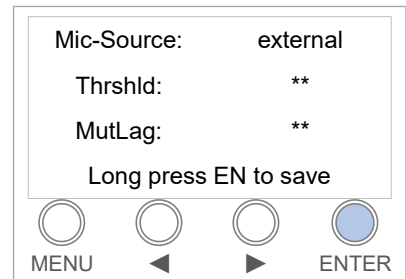 Mic-Source: external
Thrshld: **
MutLag: **
Long press EN to save
MENU ◀ ▶ ENTER